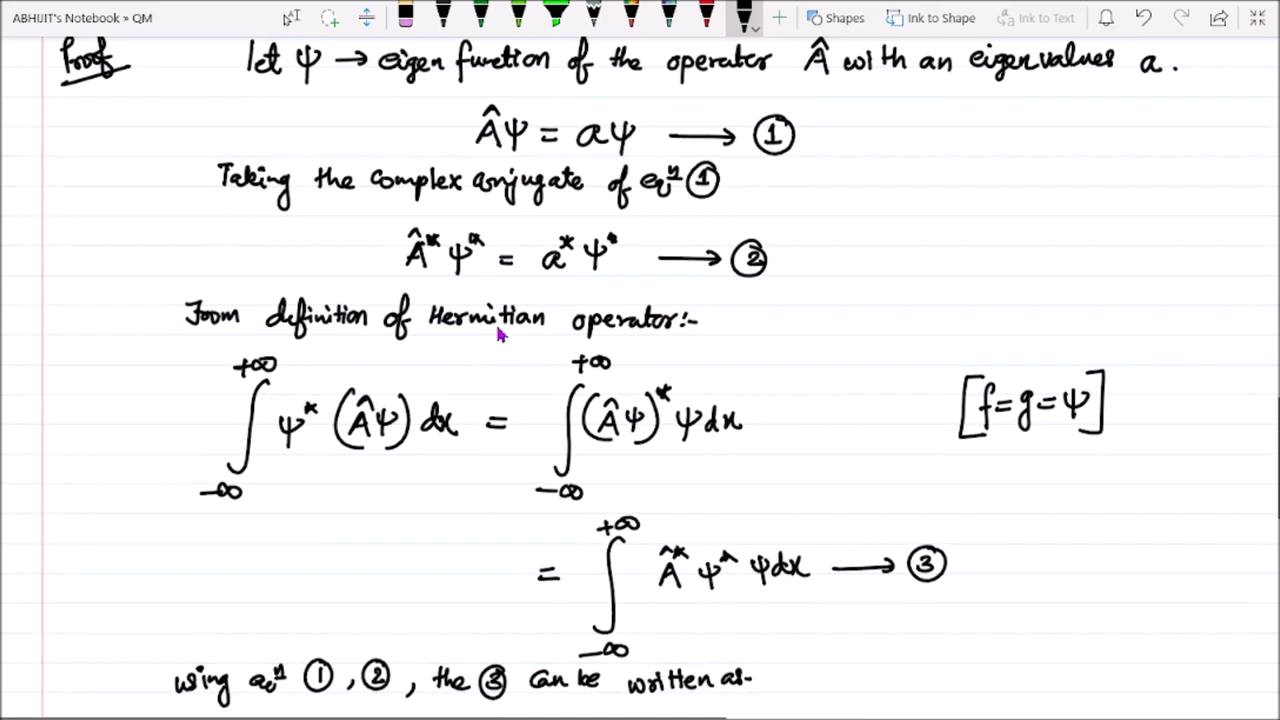 ABHIJIT's Notebook » QM
Shapes Ink to Shape Ink to Text
Proof let ψ → eigen function of the operator Â with an eigenvalues a.
Âψ = aψ → ①
Taking the complex conjugate of eqⁿ ①
Â*ψ* = a*ψ* → ②
From definition of Hermitian operator:-
∫₋∞⁺∞ ψ* (Âψ) dx = ∫₋∞⁺∞ (Âψ)* ψdx [f=g=ψ]
= ∫₋∞⁺∞ Â* ψ* ψdx → ③
using eqⁿ ①, ②, the ③ can be written as-